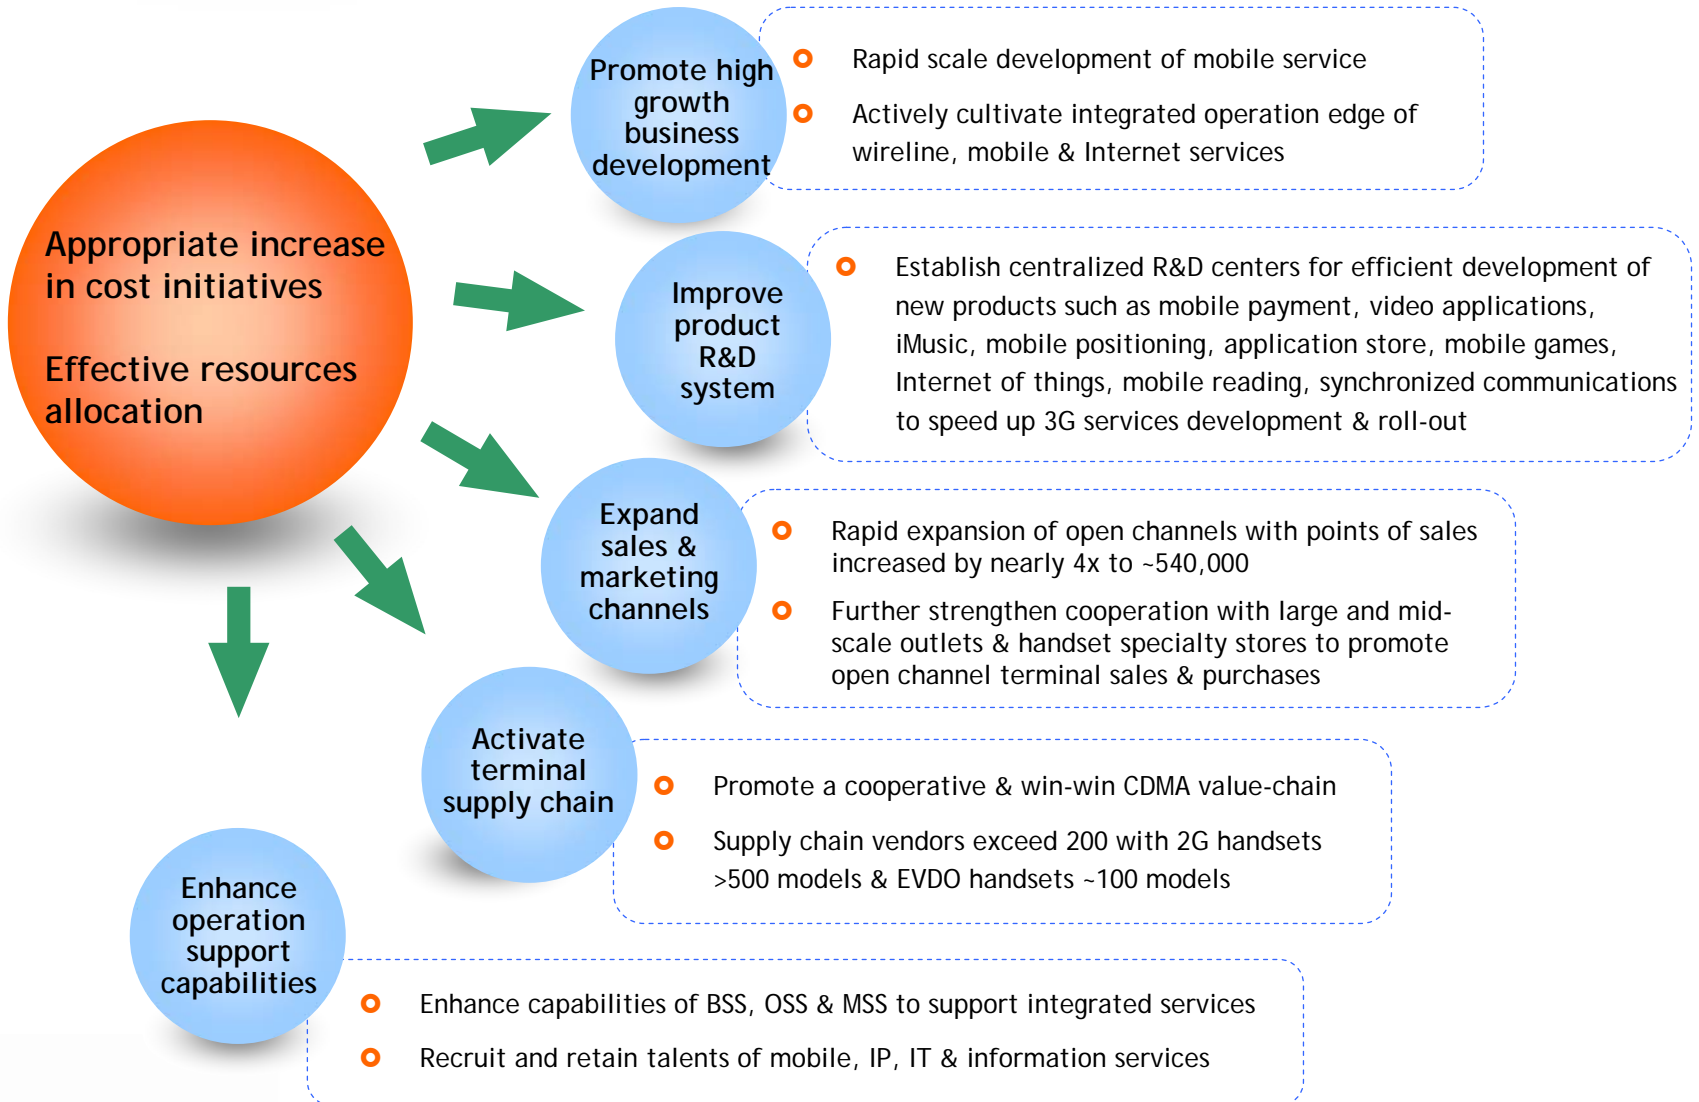 Appropriate increase
in cost initiatives
Effective resources
allocation
Promote high
growth
business
development
Rapid scale development of mobile service
Actively cultivate integrated operation edge of
wireline, mobile & Internet services
Improve
product
R&D
system
Establish centralized R&D centers for efficient development of
new products such as mobile payment, video applications,
iMusic, mobile positioning, application store, mobile games,
Internet of things, mobile reading, synchronized communications
to speed up 3G services development & roll-out
Expand
sales &
marketing
channels
Rapid expansion of open channels with points of sales
increased by nearly 4x to ~540,000
Further strengthen cooperation with large and mid-
scale outlets & handset specialty stores to promote
open channel terminal sales & purchases
Activate
terminal
supply chain
Promote a cooperative & win-win CDMA value-chain
Supply chain vendors exceed 200 with 2G handsets
>500 models & EVDO handsets ~100 models
Enhance
operation
support
capabilities
Enhance capabilities of BSS, OSS & MSS to support integrated services
Recruit and retain talents of mobile, IP, IT & information services